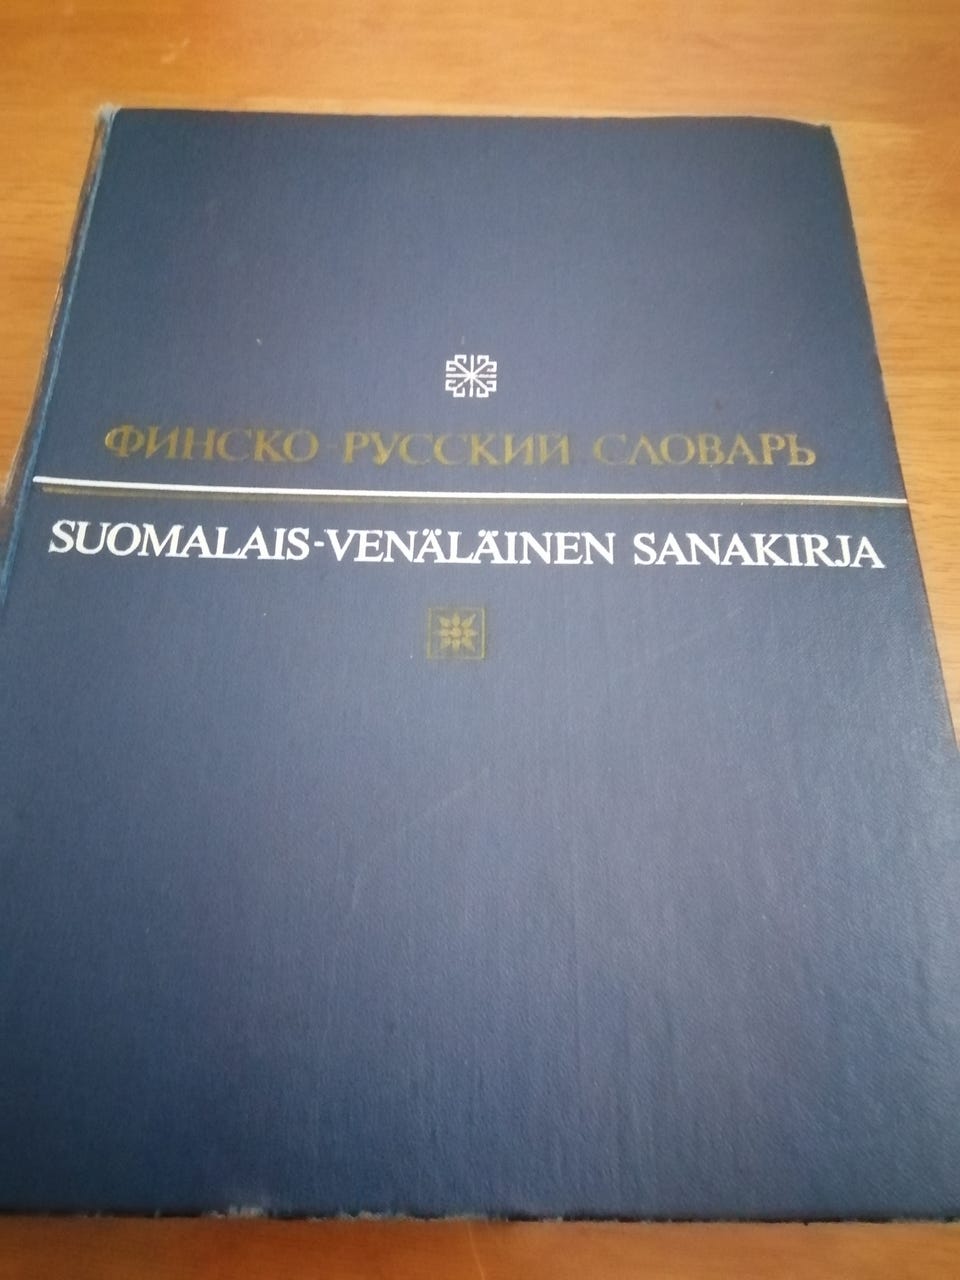 ФИНСКО-РУССКИЙ СЛОВАРЬ
SUOMALAIS-VENÄLÄINEN SANAKIRJA